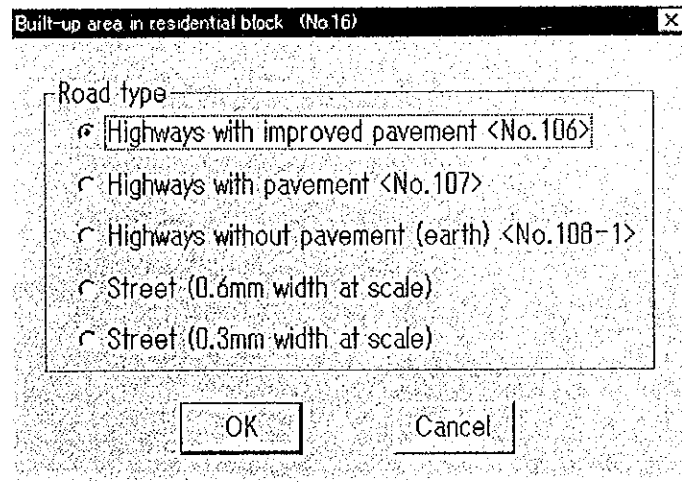 Built-up area in residential block (No.16)
Road type
Highways with improved pavement <No.106>
Highways with pavement <No.107>
Highways without pavement (earth) <No.108-1>
Street (0.6mm width at scale)
Street (0.3mm width at scale)
OK Cancel